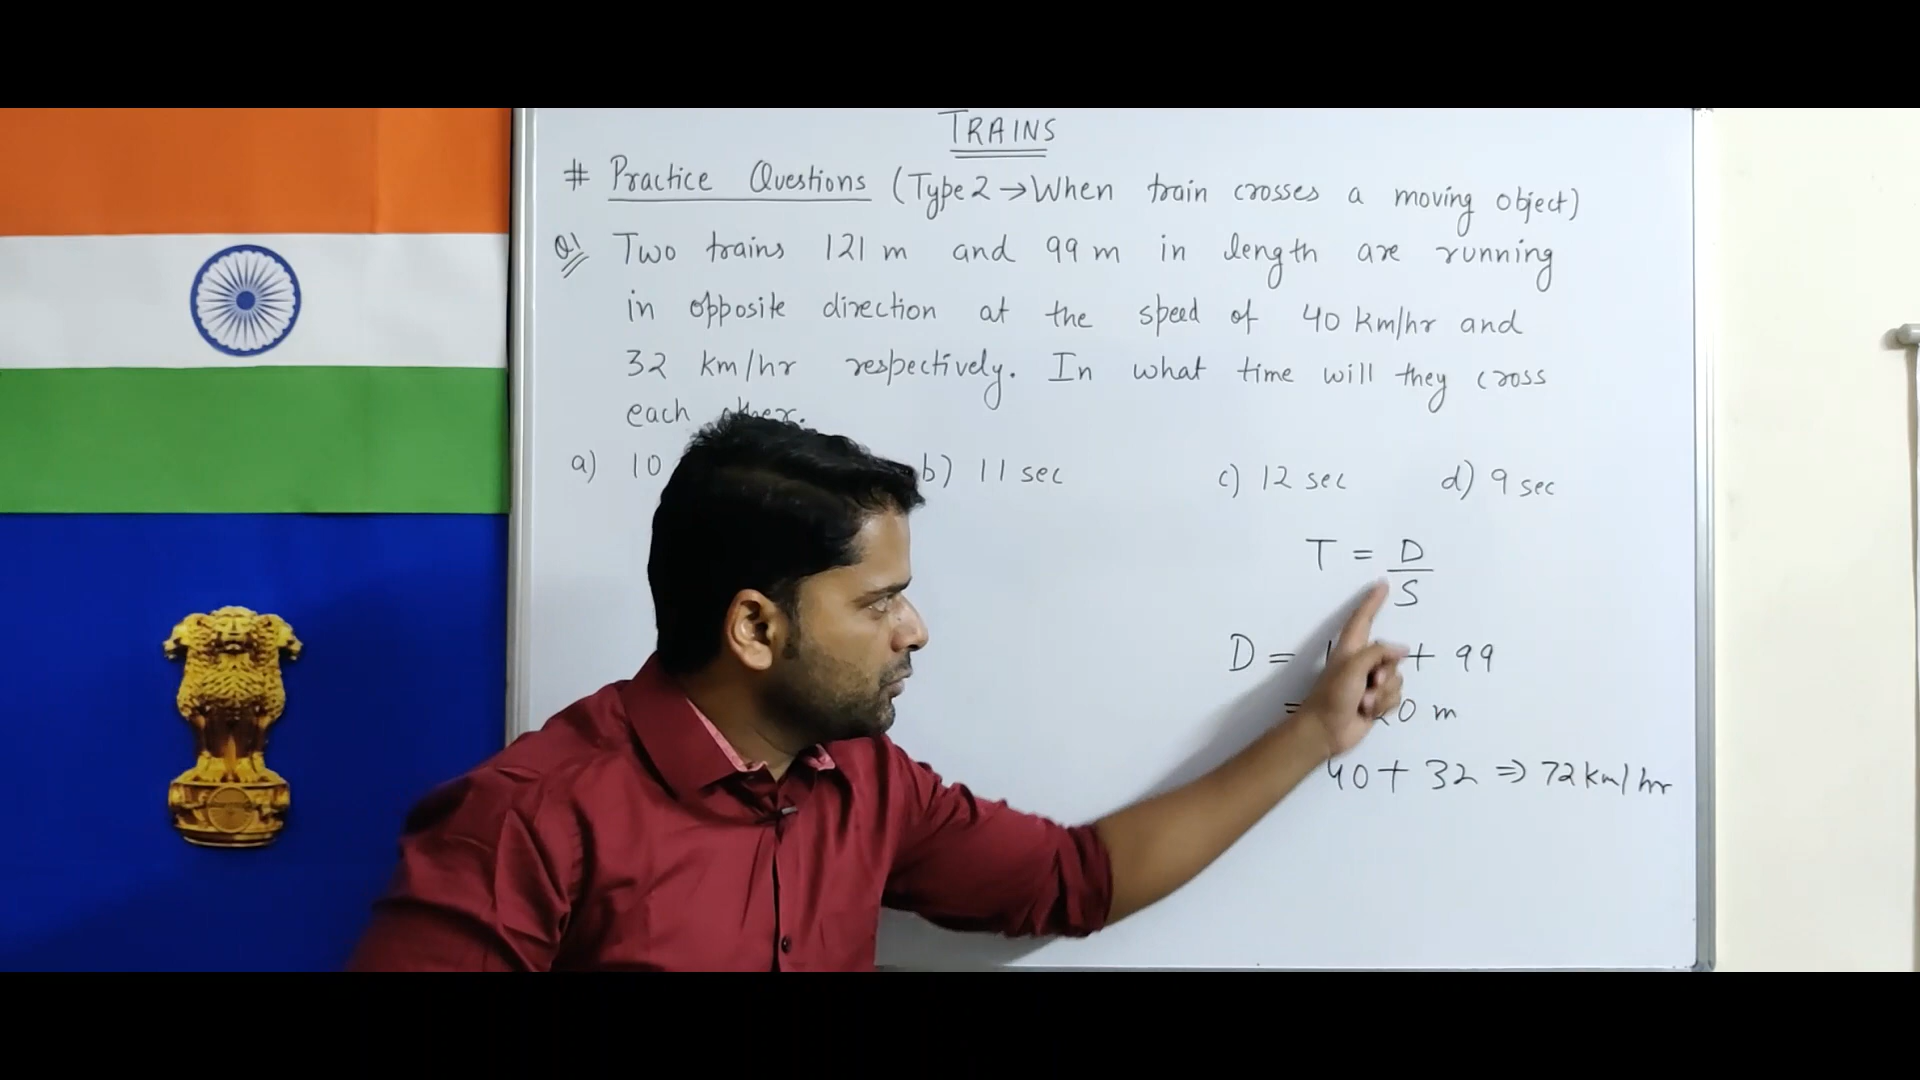 TRAINS
# Practice Questions (Type 2 → When train crosses a moving object)
Q1 Two trains 121 m and 99 m in length are running
in opposite direction at the speed of 40 km/hr and
32 km/hr respectively. In what time will they cross
each other.
a) 10 b) 11 sec c) 12 sec d) 9 sec
T = D/S
D = + 99
= 20 m
40 + 32 ⇒ 72 km/hr